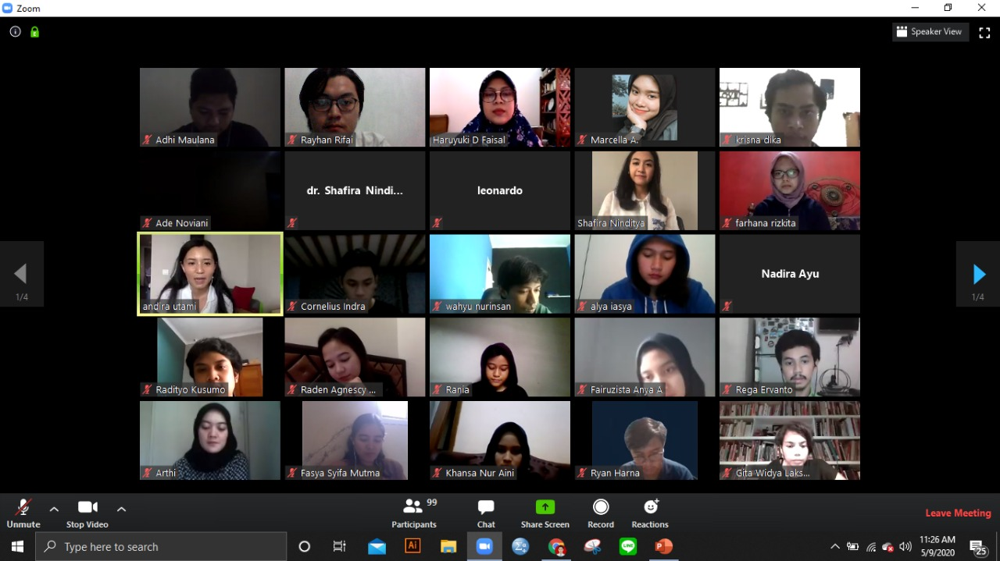 Zoom
Speaker View
Adhi Maulana
Rayhan Rifai
Haruyuki D Faisal
Marcella A.
krisna dika
Ade Noviani
dr. Shafira Nindi...
leonardo
Shafira Ninditya
farhana rizkita
andira utami
Cornelius Indra
wahyu nurinsan
alya iasya
Nadira Ayu
1/4
1/4
Radityo Kusumo
Raden Agnescy ...
Rania
Fairuzista Anya A
Rega Ervanto
Arthi
Fasya Syifa Mutma
Khansa Nur Aini
Ryan Harna
Gita Widya Laks...
Unmute
Stop Video
99
Participants
Chat
Share Screen
Record
Reactions
Leave Meeting
Type here to search
Ai
LINE
11:26 AM
5/9/2020
25